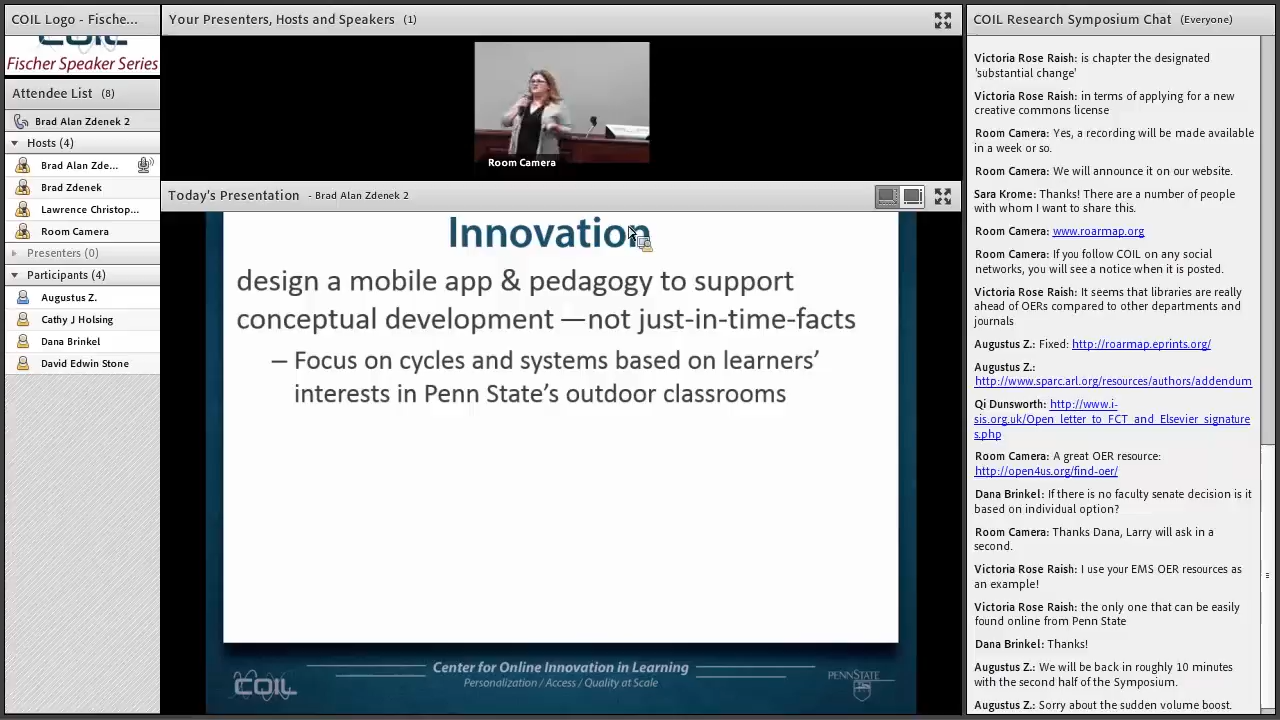 COIL Logo - Fische...
COIL
Fischer Speaker Series
Attendee List (8)
Brad Alan Zdenek 2
Hosts (4)
Brad Alan Zde...
Brad Zdenek
Lawrence Christop...
Room Camera
Presenters (0)
Participants (4)
Augustus Z.
Cathy J Holsing
Dana Brinkel
David Edwin Stone
Your Presenters, Hosts and Speakers (1)
Room Camera
Today's Presentation - Brad Alan Zdenek 2
Innovation
design a mobile app & pedagogy to support
conceptual development —not just-in-time-facts
– Focus on cycles and systems based on learners’
interests in Penn State’s outdoor classrooms
COIL
Center for Online Innovation in Learning
Personalization / Access / Quality at Scale
PENNSTATE
COIL Research Symposium Chat (Everyone)
Victoria Rose Raish: is chapter the designated
'substantial change'
Victoria Rose Raish: in terms of applying for a new
creative commons license
Room Camera: Yes, a recording will be made available
in a week or so.
Room Camera: We will announce it on our website.
Sara Krome: Thanks! There are a number of people
with whom I want to share this.
Room Camera: www.roarmap.org
Room Camera: If you follow COIL on any social
networks, you will see a notice when it is posted.
Victoria Rose Raish: It seems that libraries are really
ahead of OERs compared to other departments and
journals
Augustus Z.: Fixed: http://roarmap.eprints.org/
Augustus Z.:
http://www.sparc.arl.org/resources/authors/addendum
Qi Dunsworth: http://www.i-
sis.org.uk/Open_letter_to_FCT_and_Elsevier_signature
s.php
Room Camera: A great OER resource:
http://open4us.org/find-oer/
Dana Brinkel: If there is no faculty senate decision is it
based on individual option?
Room Camera: Thanks Dana, Larry will ask in a
second.
Victoria Rose Raish: I use your EMS OER resources as
an example!
Victoria Rose Raish: the only one that can be easily
found online from Penn State
Dana Brinkel: Thanks!
Augustus Z.: We will be back in roughly 10 minutes
with the second half of the Symposium.
Augustus Z.: Sorry about the sudden volume boost.